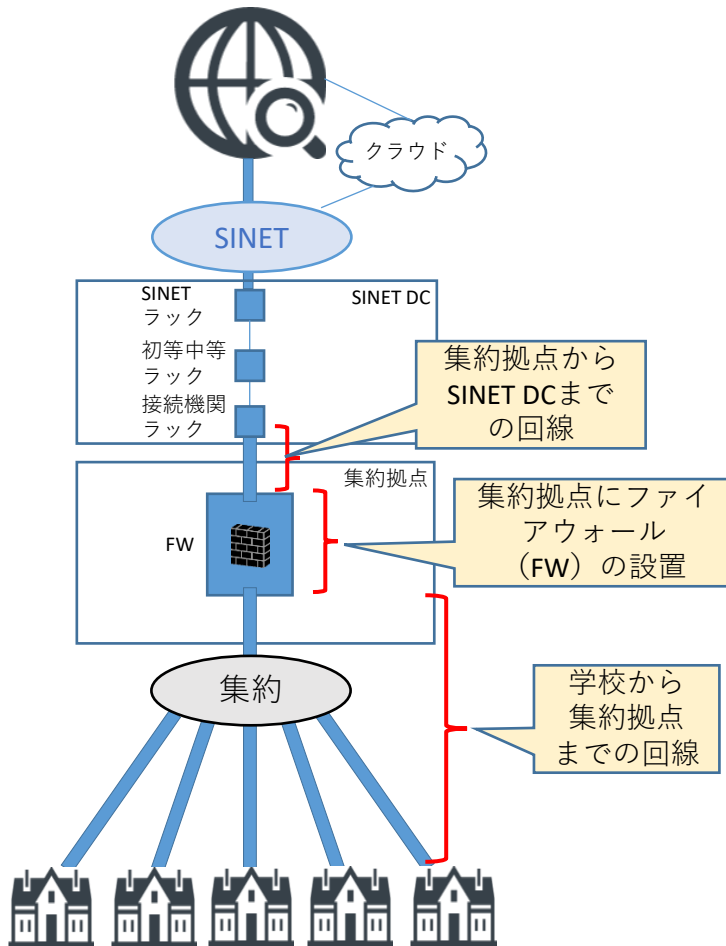 クラウド
SINET
SINET
ラック
SINET DC
初等中等
ラック
接続機関
ラック
集約拠点から
SINET DCまで
の回線
集約拠点
FW
集約拠点にファイ
アウォール
（FW）の設置
集約
学校から
集約拠点
までの回線